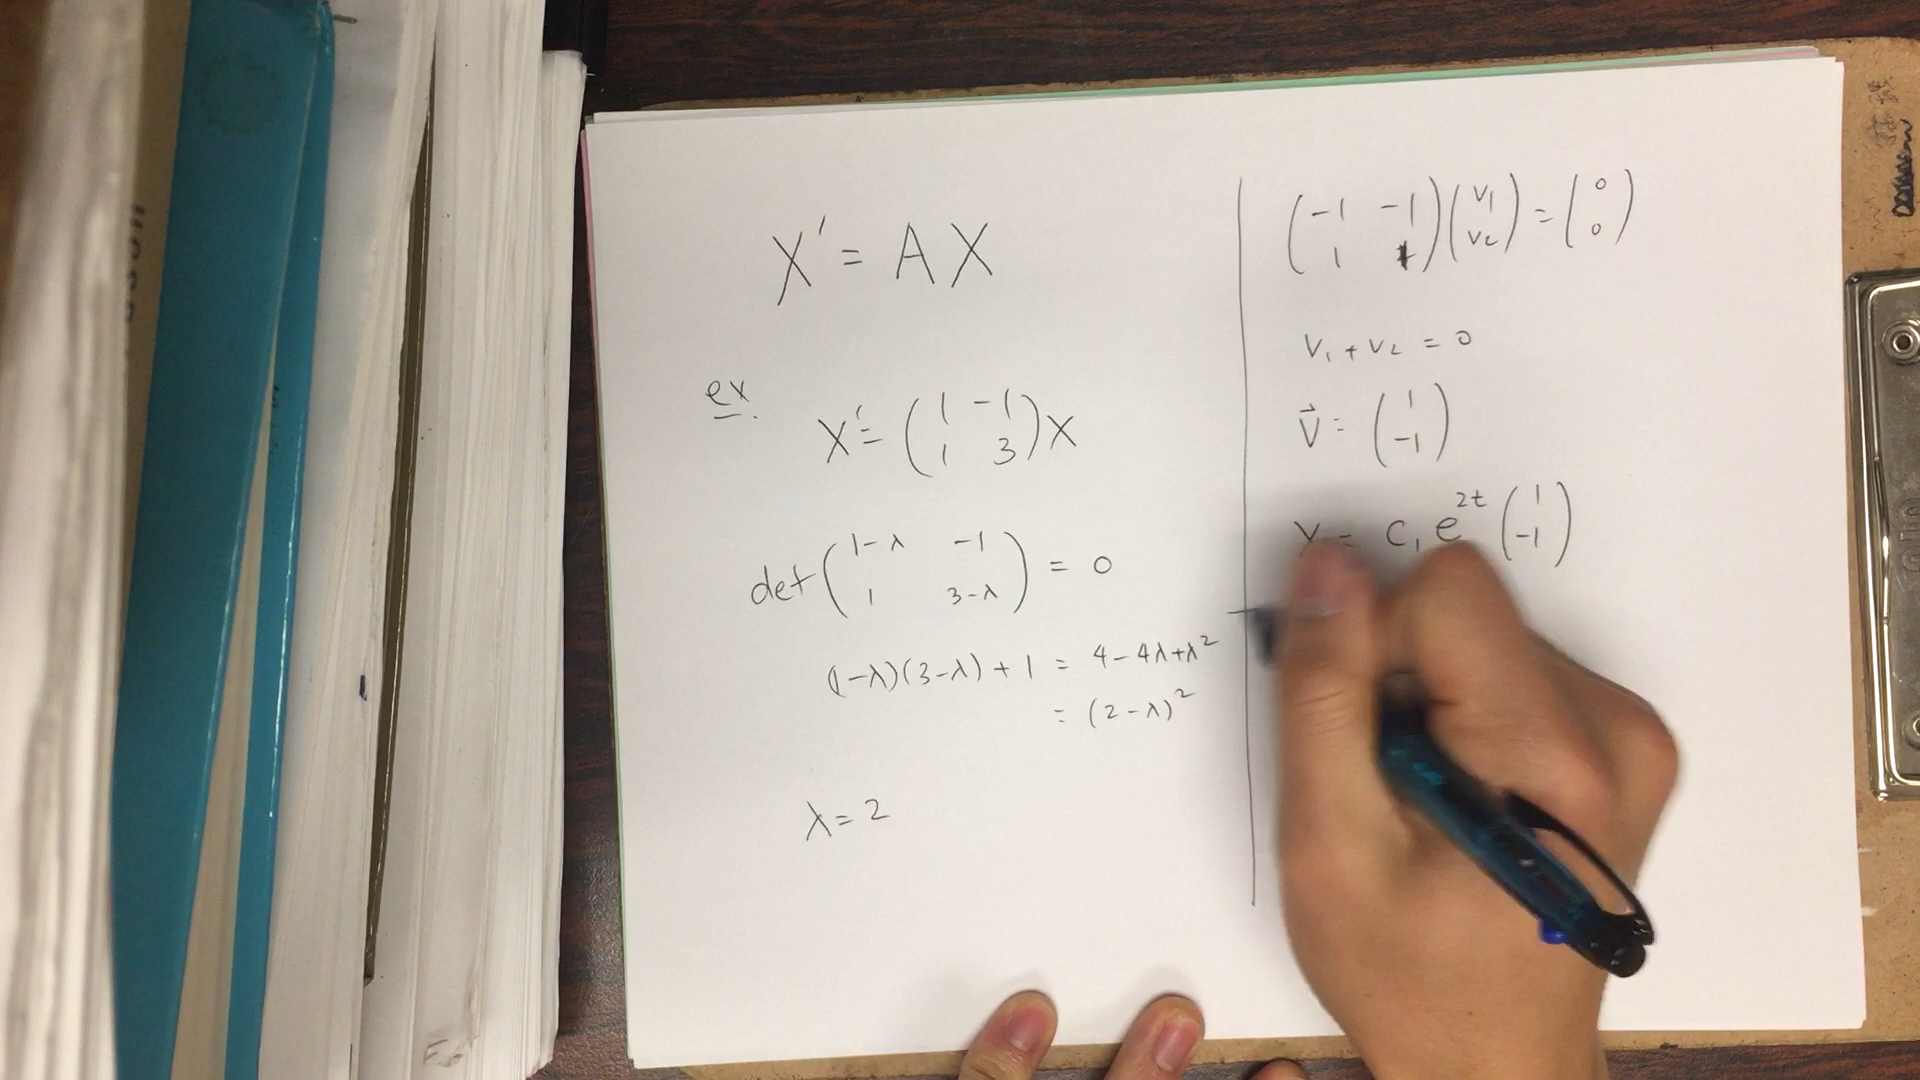 X' = A X
ex.
X' = ( 1 -1
1 3 ) X
det ( 1-λ -1
1 3-λ ) = 0
(1-λ)(3-λ) + 1 = 4-4λ+λ²
= (2-λ)²
λ = 2
( -1 -1
1 1 ) ( v1
v2 ) = ( 0
0 )
v₁ + v₂ = 0
v⃗ = ( 1
-1 )
= c₁ e^2t ( 1
-1 )